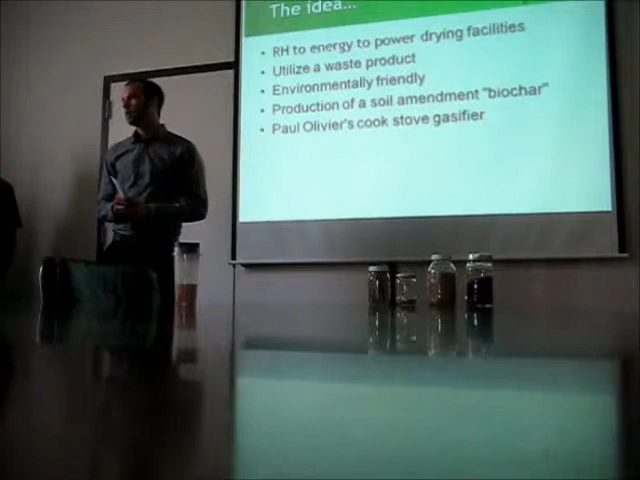 The idea...
• RH to energy to power drying facilities
• Utilize a waste product
• Environmentally friendly
• Production of a soil amendment "biochar"
• Paul Olivier's cook stove gasifier